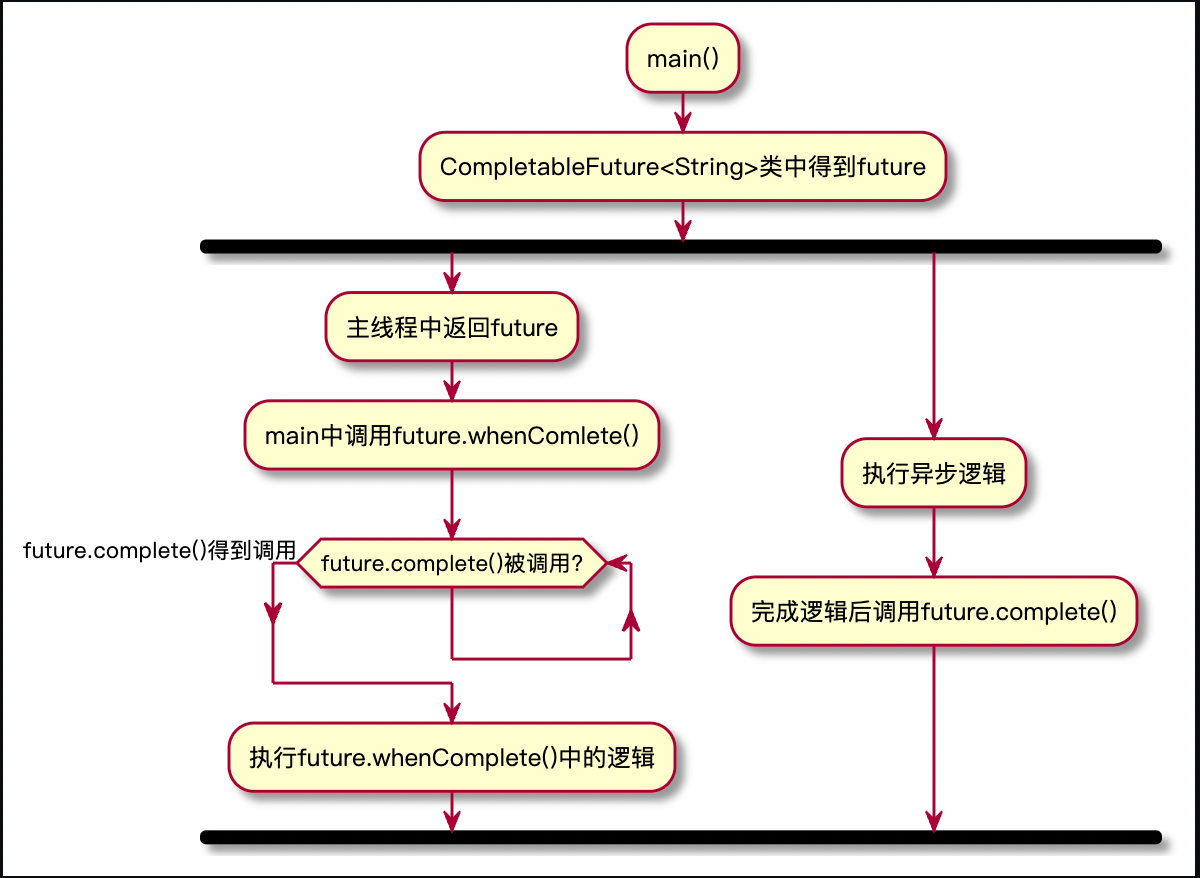 main()
CompletableFuture<String>类中得到future
主线程中返回future
main中调用future.whenComlete()
执行异步逻辑
future.complete()得到调用
future.complete()被调用?
完成逻辑后调用future.complete()
执行future.whenComplete()中的逻辑